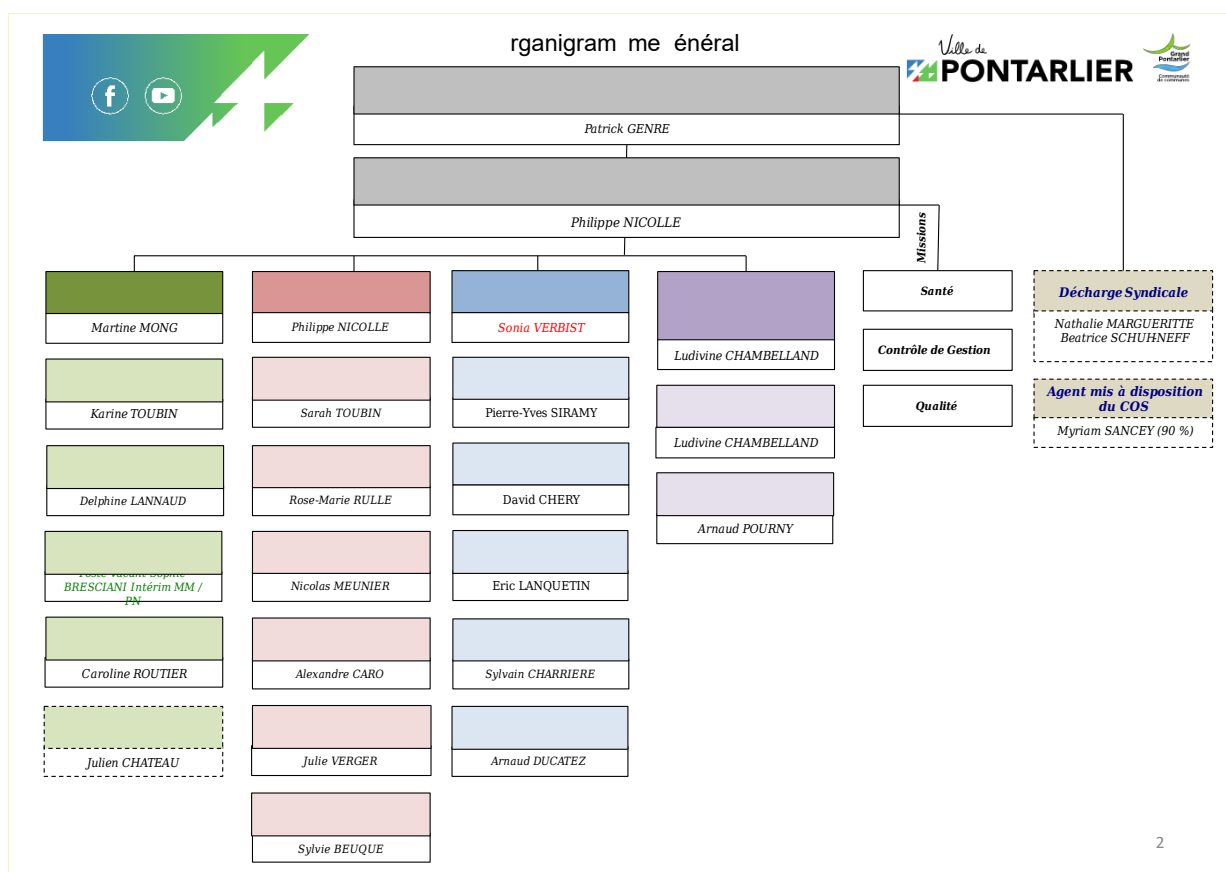 rganigram me énéral
Ville de
PONTARLIER
Grand
Pontarlier
Communauté
de communes
Patrick GENRE
Philippe NICOLLE
Missions
Martine MONG
Karine TOUBIN
Delphine LANNAUD
BRESCIANI Intérim MM /
PN
Caroline ROUTIER
Julien CHATEAU
Philippe NICOLLE
Sarah TOUBIN
Rose-Marie RULLE
Nicolas MEUNIER
Alexandre CARO
Julie VERGER
Sylvie BEUQUE
Sonia VERBIST
Pierre-Yves SIRAMY
David CHERY
Eric LANQUETIN
Sylvain CHARRIERE
Arnaud DUCATEZ
Ludivine CHAMBELLAND
Ludivine CHAMBELLAND
Arnaud POURNY
Santé
Contrôle de Gestion
Qualité
Décharge Syndicale
Nathalie MARGUERITTE
Beatrice SCHUHNEFF
Agent mis à disposition
du COS
Myriam SANCEY (90 %)
2